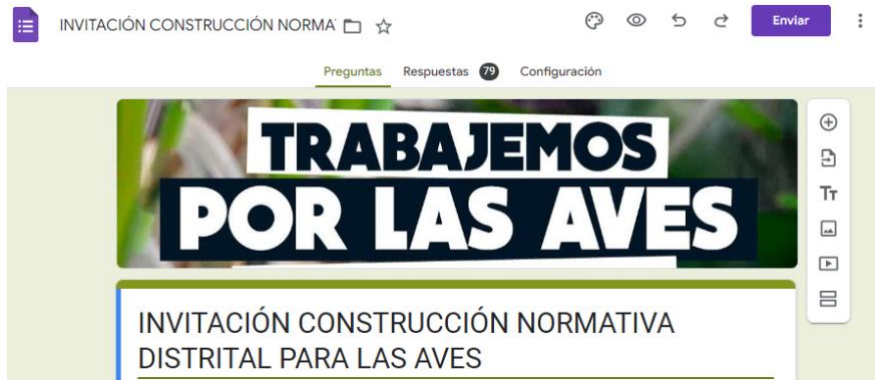 INVITACIÓN CONSTRUCCIÓN NORMA
Enviar
Preguntas Respuestas 79 Configuración
TRABAJEMOS
POR LAS AVES
Tт
INVITACIÓN CONSTRUCCIÓN NORMATIVA
DISTRITAL PARA LAS AVES